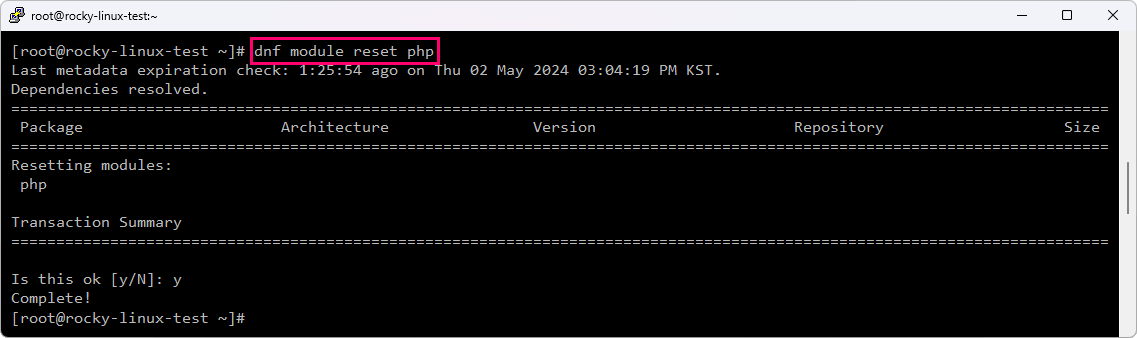 root@rocky-linux-test:~
[root@rocky-linux-test ~]# dnf module reset php
Last metadata expiration check: 1:25:54 ago on Thu 02 May 2024 03:04:19 PM KST.
Dependencies resolved.
==========================================================================================================================
Package Architecture Version Repository Size
==========================================================================================================================
Resetting modules:
php
Transaction Summary
==========================================================================================================================
Is this ok [y/N]: y
Complete!
[root@rocky-linux-test ~]#